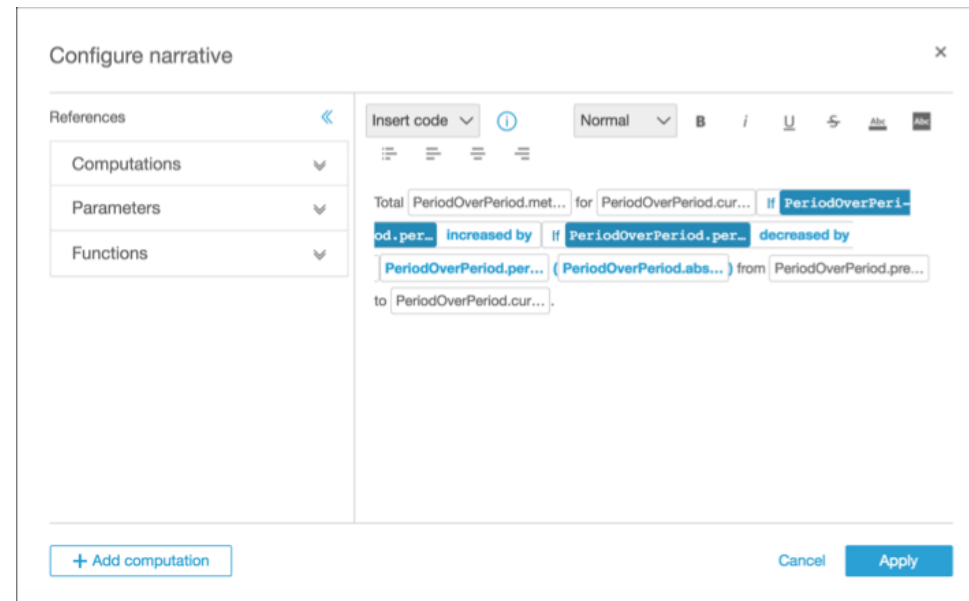 Configure narrative
×
References
Insert code
Normal
B i U S Abc Abc
Computations
Parameters
Functions
Total PeriodOverPeriod.met... for PeriodOverPeriod.cur... If PeriodOverPeri-
od.per… increased by If PeriodOverPeriod.per… decreased by
PeriodOverPeriod.per... ( PeriodOverPeriod.abs... ) from PeriodOverPeriod.pre...
to PeriodOverPeriod.cur... .
+ Add computation
Cancel
Apply